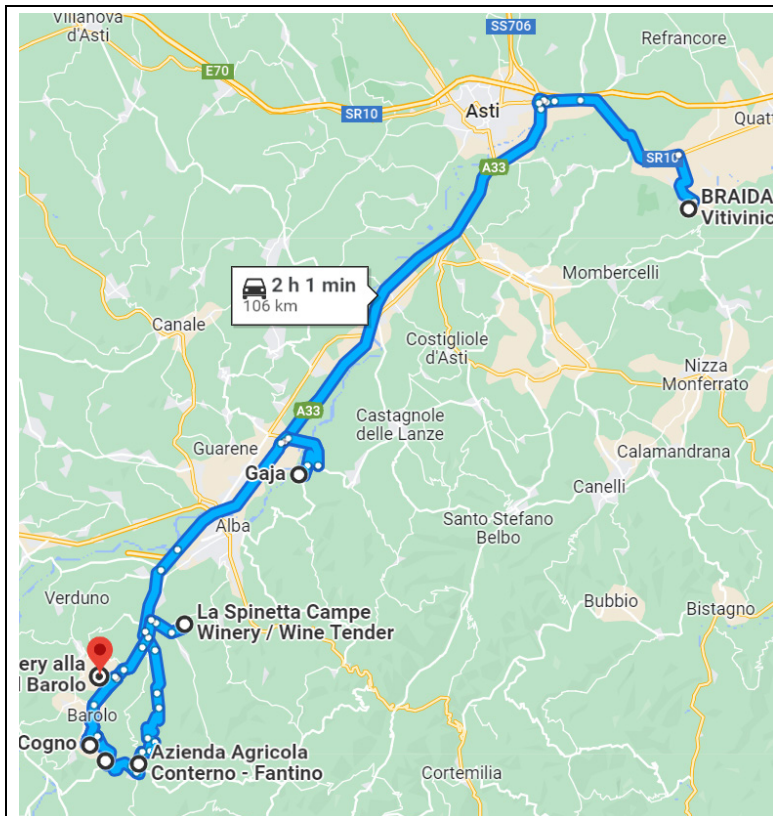 Villanova
d'Asti
SS706
Refrancore
E70
Asti
SR10
Quatt
A33
SR10
BRAIDA
Vitivinic
2 h 1 min
106 km
Mombercelli
Canale
Costigliole
d'Asti
Nizza
Monferrato
A33
Castagnole
delle Lanze
Guarene
Calamandrana
Gaja
Canelli
Alba
Santo Stefano
Belbo
Verduno
La Spinetta Campe
Winery / Wine Tender
Bubbio
Bistagno
ery alla
l Barolo
Barolo
Cogno
Azienda Agricola
Conterno - Fantino
Cortemilia